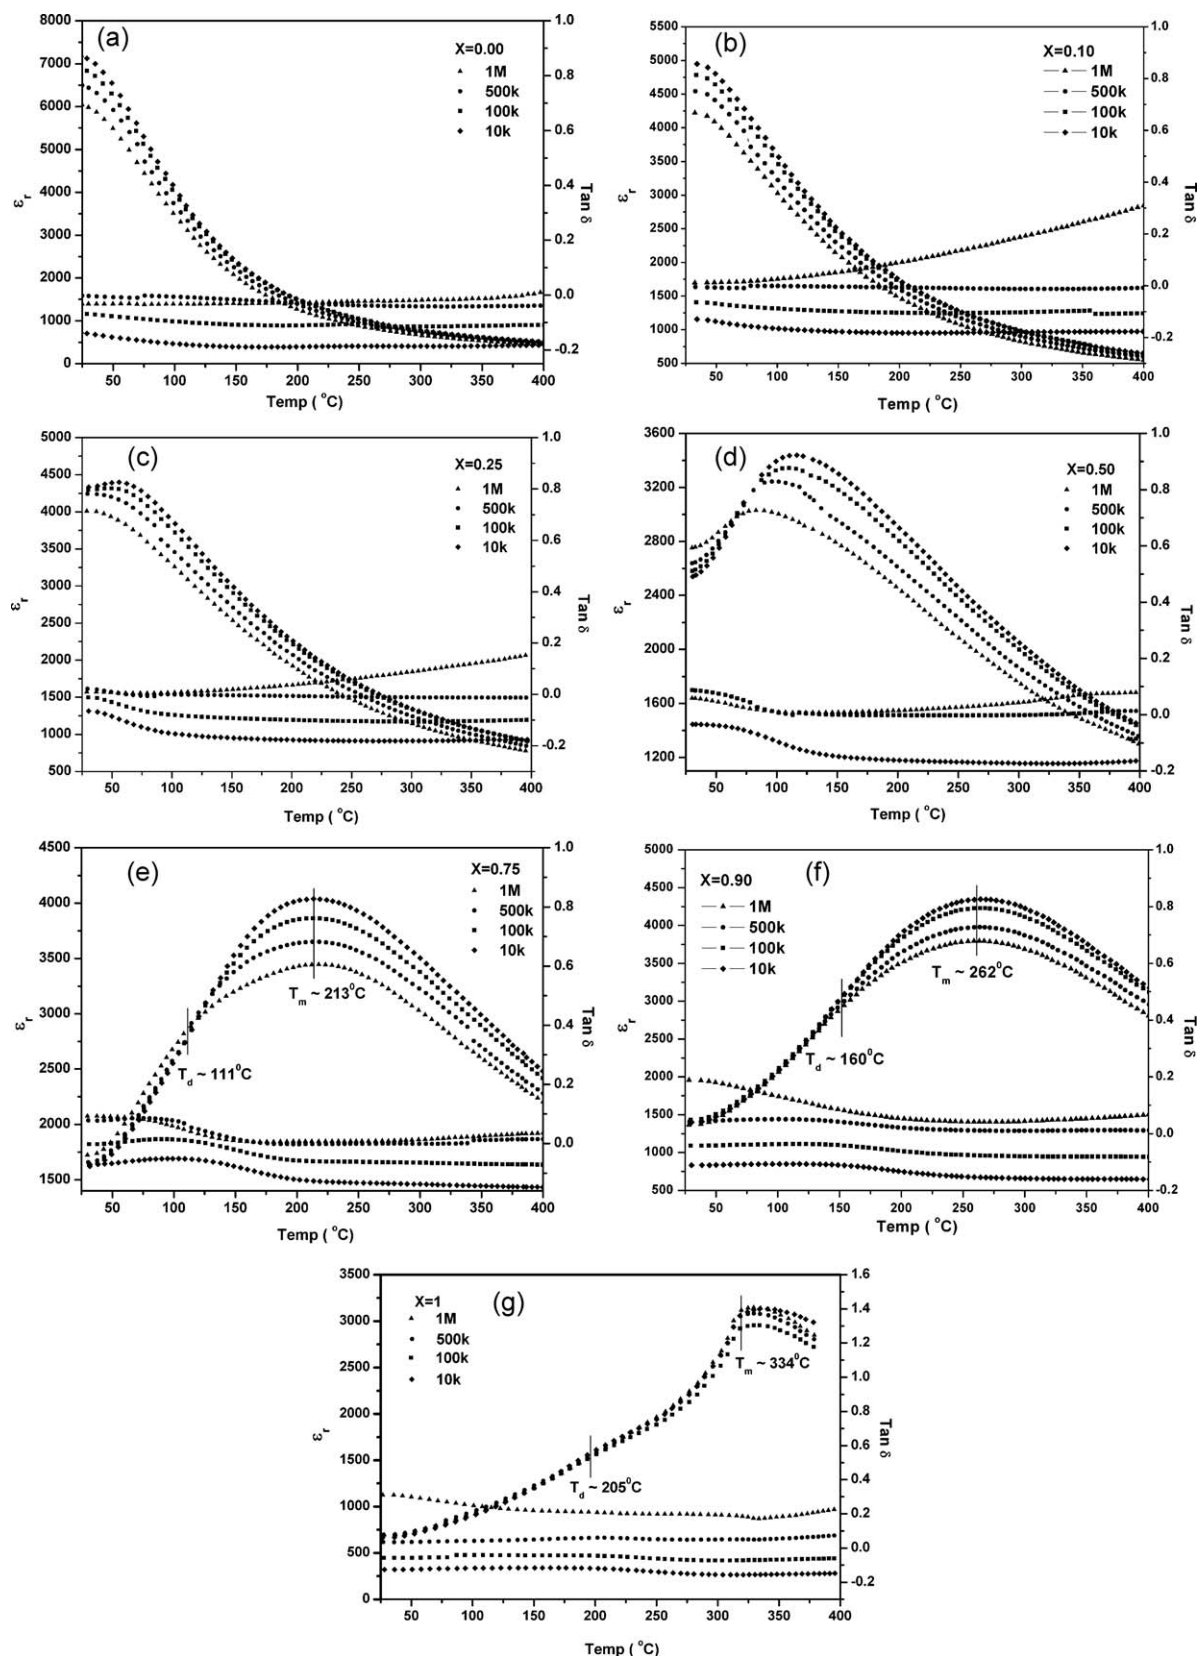 (a)
X=0.00
1M
500k
100k
10k
8000
7000
6000
5000
4000
3000
2000
1000
0
1.0
0.8
0.6
0.4
0.2
0.0
-0.2
εr
Tan δ
50 100 150 200 250 300 350 400
Temp ( °C)
(b)
X=0.10
1M
500k
100k
10k
5500
5000
4500
4000
3500
3000
2500
2000
1500
1000
500
1.0
0.8
0.6
0.4
0.2
0.0
-0.2
εr
Tan δ
50 100 150 200 250 300 350 400
Temp ( °C)
(c)
X=0.25
1M
500k
100k
10k
5000
4500
4000
3500
3000
2500
2000
1500
1000
500
1.0
0.8
0.6
0.4
0.2
0.0
-0.2
εr
Tan δ
50 100 150 200 250 300 350 400
Temp ( °C)
(d)
X=0.50
1M
500k
100k
10k
3600
3200
2800
2400
2000
1600
1200
1.0
0.8
0.6
0.4
0.2
0.0
-0.2
εr
Tan δ
50 100 150 200 250 300 350 400
Temp ( °C)
(e)
X=0.75
1M
500k
100k
10k
Tm ~ 213°C
Td ~ 111°C
4500
4000
3500
3000
2500
2000
1500
1.0
0.8
0.6
0.4
0.2
0.0
εr
Tan δ
50 100 150 200 250 300 350 400
Temp ( °C)
(f)
X=0.90
1M
500k
100k
10k
Tm ~ 262°C
Td ~ 160°C
5000
4500
4000
3500
3000
2500
2000
1500
1000
500
1.0
0.8
0.6
0.4
0.2
0.0
-0.2
εr
Tan δ
50 100 150 200 250 300 350 400
Temp ( °C)
(g)
X=1
1M
500k
100k
10k
Tm ~ 334°C
Td ~ 205°C
3500
3000
2500
2000
1500
1000
500
0
1.6
1.4
1.2
1.0
0.8
0.6
0.4
0.2
0.0
-0.2
εr
Tan δ
50 100 150 200 250 300 350 400
Temp ( °C)